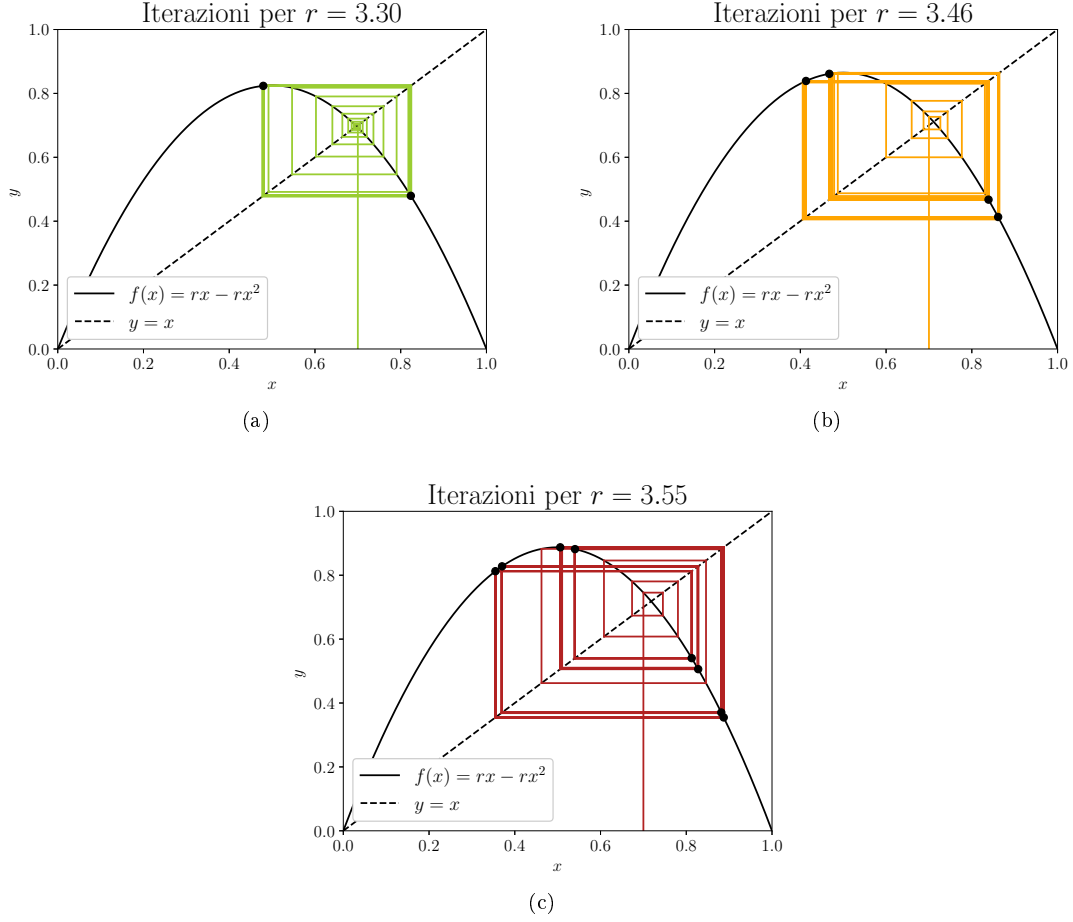 Iterazioni per r = 3.30
1.0
0.8
0.6
0.4
0.2
0.0
y
f(x) = rx − rx²
y = x
0.0 0.2 0.4 0.6 0.8 1.0
x
(a)
Iterazioni per r = 3.46
1.0
0.8
0.6
0.4
0.2
0.0
y
f(x) = rx − rx²
y = x
0.0 0.2 0.4 0.6 0.8 1.0
x
(b)
Iterazioni per r = 3.55
1.0
0.8
0.6
0.4
0.2
0.0
y
f(x) = rx − rx²
y = x
0.0 0.2 0.4 0.6 0.8 1.0
x
(c)